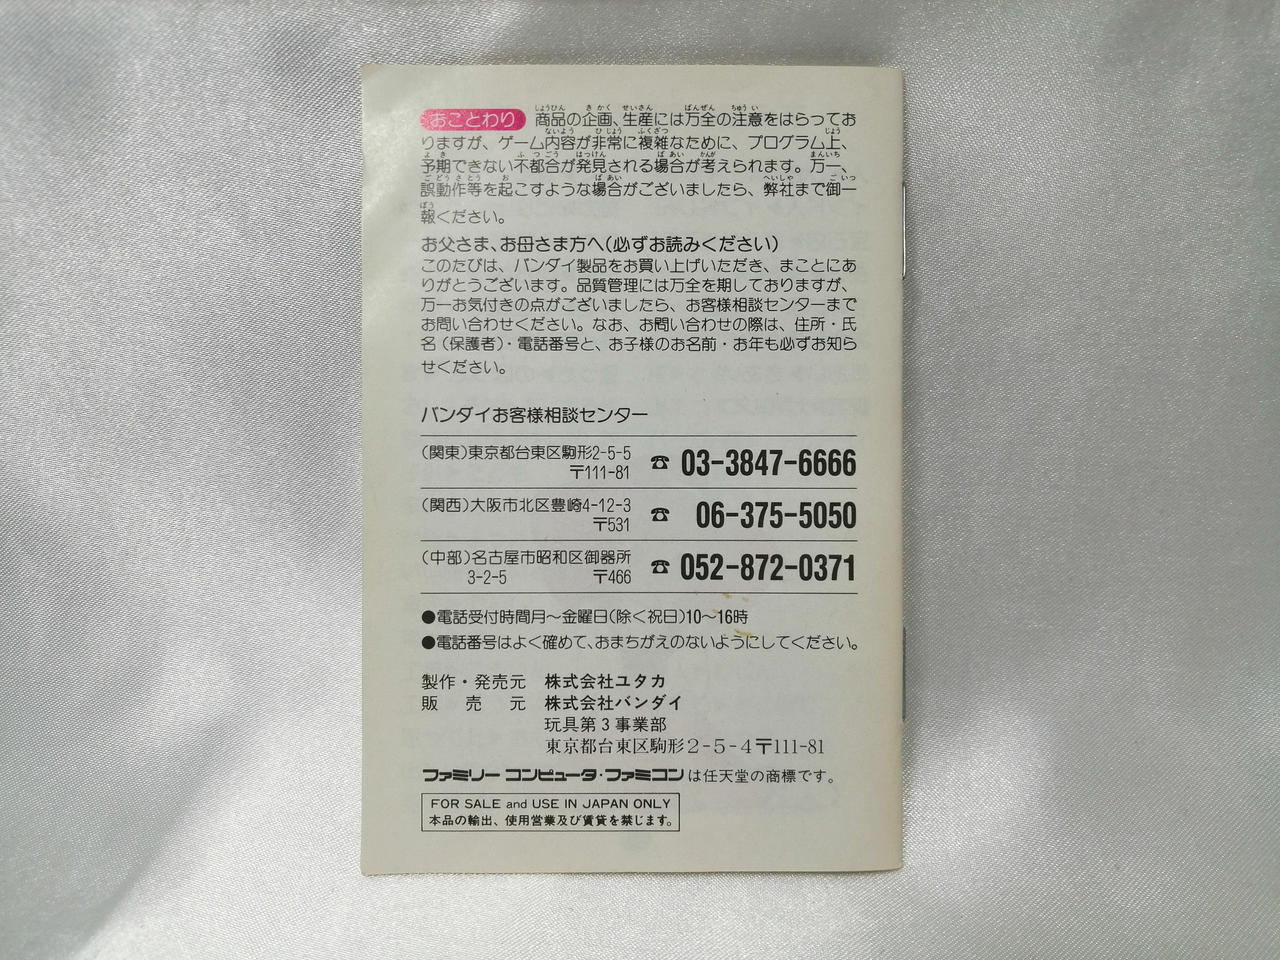 おことわり 商品の企画、生産には万全の注意をはらってお
りますが、ゲーム内容が非常に複雑なために、プログラム上、
予期できない不都合が発見される場合が考えられます。万一、
誤動作等を起こすような場合がございましたら、弊社まで御一
報ください。
お父さま、お母さま方へ(必ずお読みください)
このたびは、バンダイ製品をお買い上げいただき、まことにあ
りがとうございます。品質管理には万全を期しておりますが、
万一お気付きの点がございましたら、お客様相談センターまで
お問い合わせください。なお、お問い合わせの際は、住所・氏
名(保護者)・電話番号と、お子様のお名前・お年も必ずお知ら
せください。
バンダイお客様相談センター
(関東)東京都台東区駒形2-5-5
〒111-81
☎ 03-3847-6666
(関西)大阪市北区豊崎4-12-3
〒531
☎ 06-375-5050
(中部)名古屋市昭和区御器所
3-2-5 〒466
☎ 052-872-0371
●電話受付時間月〜金曜日(除く祝日)10〜16時
●電話番号はよく確めて、おまちがえのないようにしてください。
製作・発売元 株式会社ユタカ
販売元 株式会社バンダイ
玩具第3事業部
東京都台東区駒形2-5-4〒111-81
ファミリーコンピュータ・ファミコンは任天堂の商標です。
FOR SALE and USE IN JAPAN ONLY
本品の輸出、使用営業及び賃貸を禁じます。